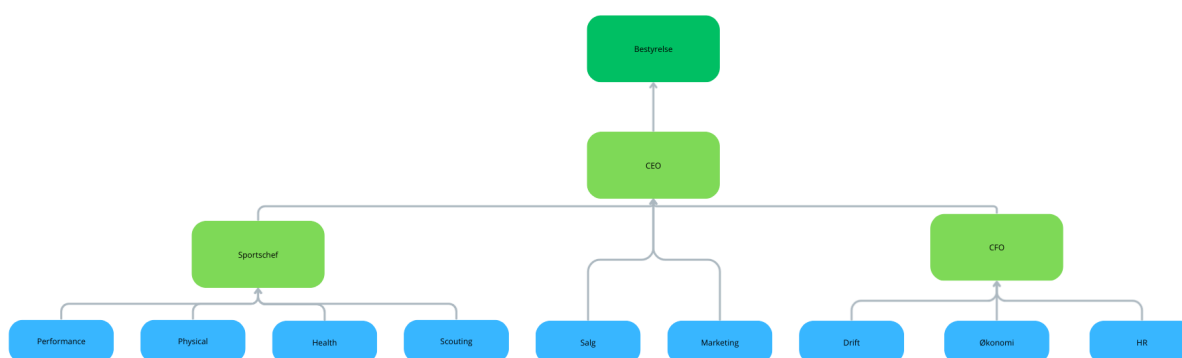 Bestyrelse
CEO
Sportschef
CFO
Performance
Physical
Health
Scouting
Salg
Marketing
Drift
Økonomi
HR